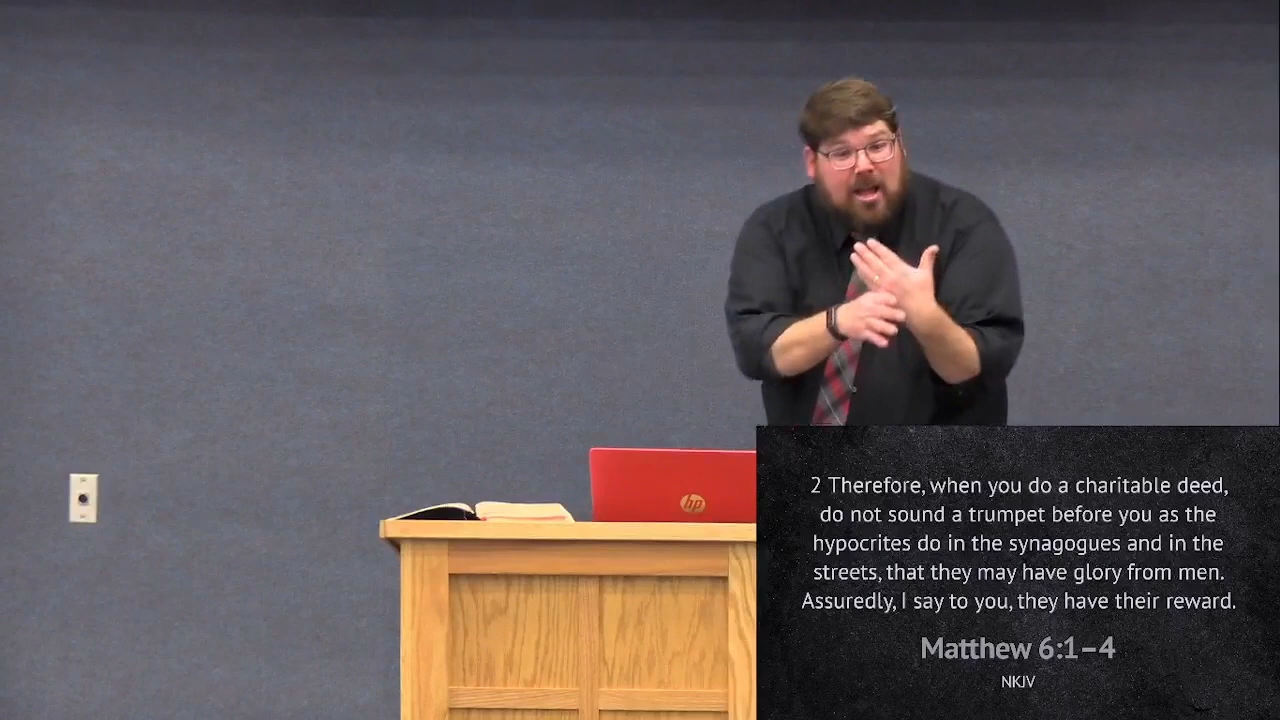 hp
2 Therefore, when you do a charitable deed,
do not sound a trumpet before you as the
hypocrites do in the synagogues and in the
streets, that they may have glory from men.
Assuredly, I say to you, they have their reward.
Matthew 6:1–4
NKJV